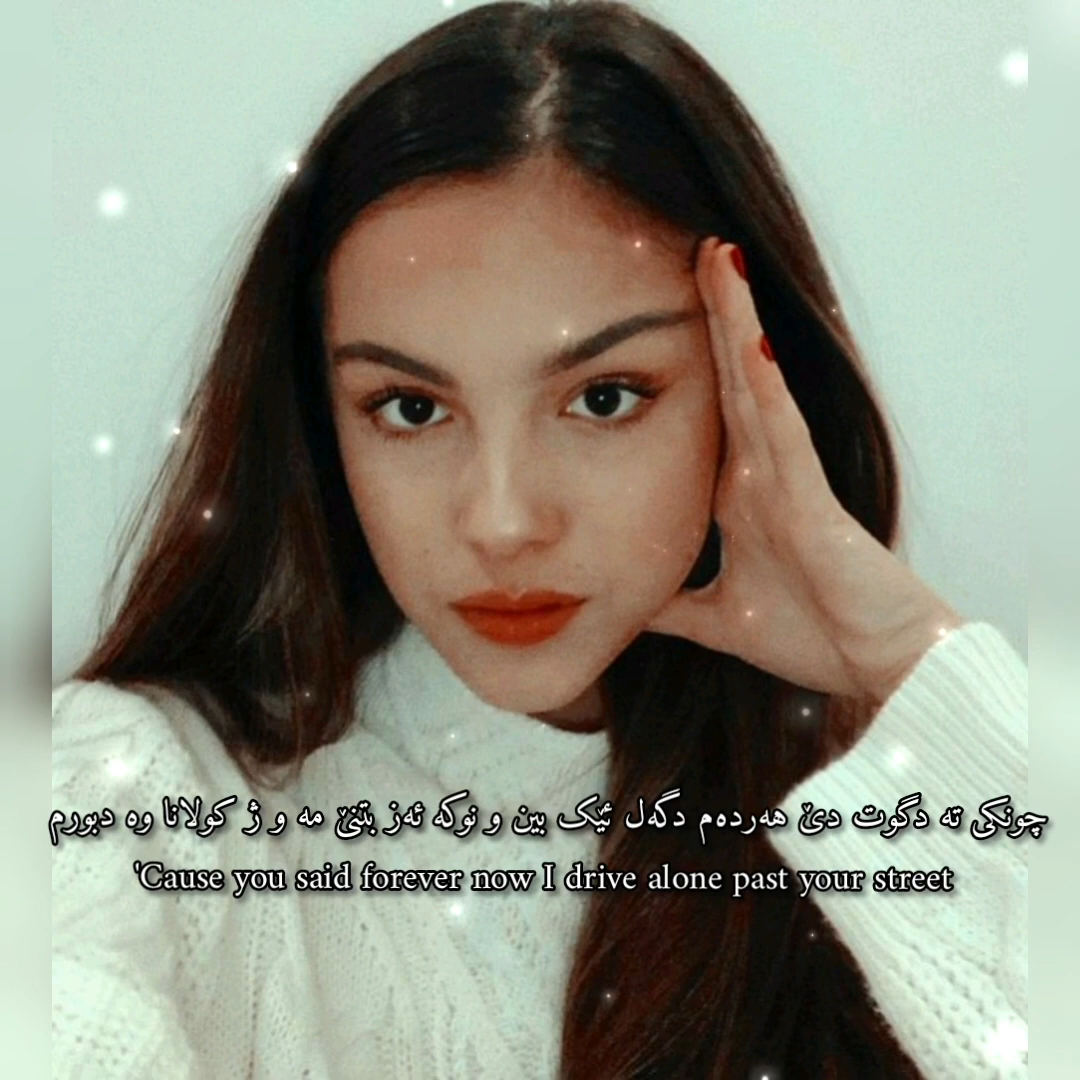 چونکی ته دگوت دێ هەردەم دگەل ئێک بین و نوکە ئەز بتنێ مە و ژ کولانا وە دبورم
'Cause you said forever now I drive alone past your street